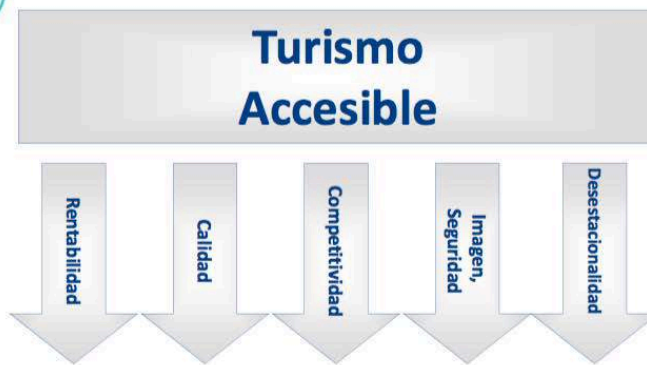 Turismo
Accesible
Rentabilidad
Calidad
Competitividad
Imagen,
Seguridad
Desestacionalidad